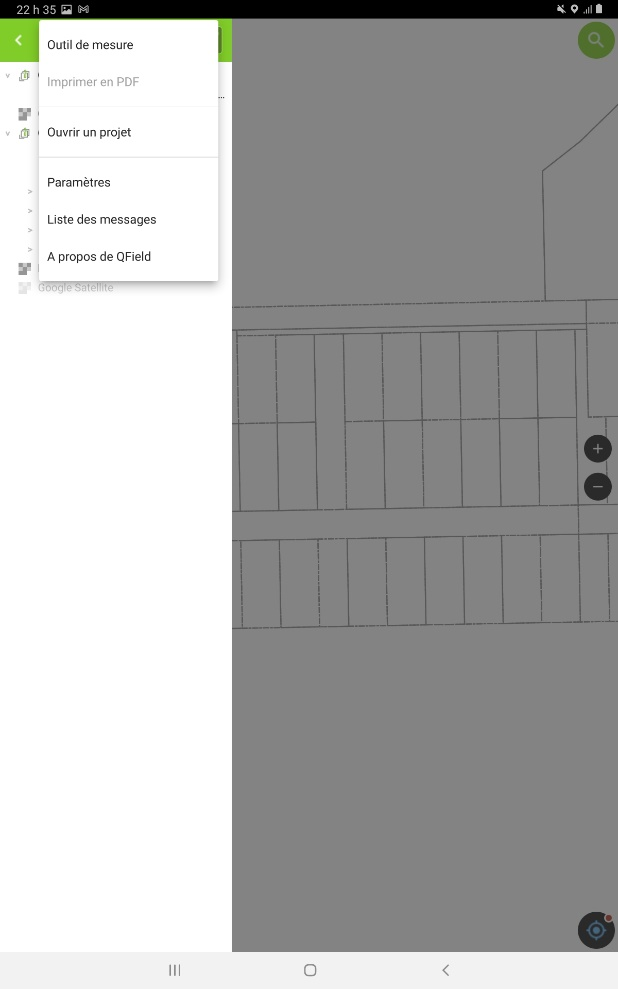 22 h 35
Outil de mesure
Imprimer en PDF
...
Ouvrir un projet
Paramètres
Liste des messages
A propos de QField
Google Satellite